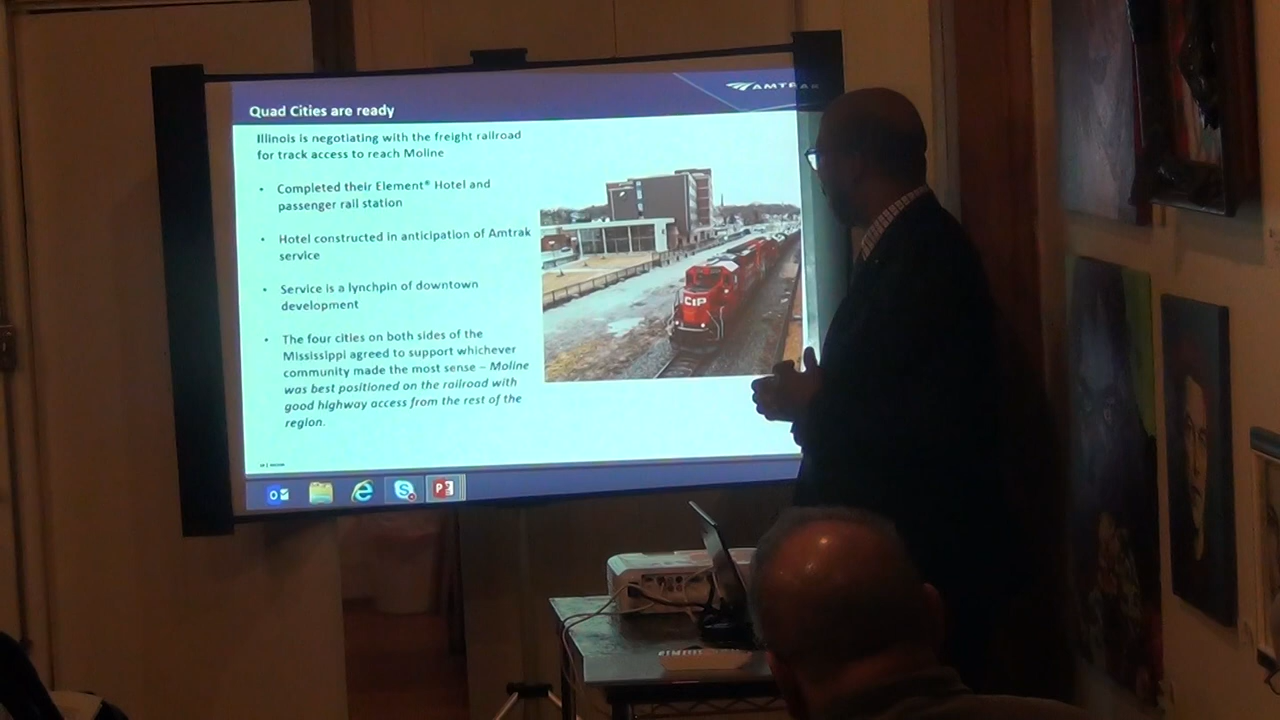 AMTRAK
Quad Cities are ready
Illinois is negotiating with the freight railroad
for track access to reach Moline
• Completed their Element® Hotel and
passenger rail station
• Hotel constructed in anticipation of Amtrak
service
• Service is a lynchpin of downtown
development
• The four cities on both sides of the
Mississippi agreed to support whichever
community made the most sense – Moline
was best positioned on the railroad with
good highway access from the rest of the
region.
CP